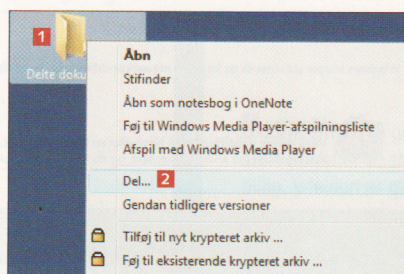 1
Delte doku
Åbn
Stifinder
Åbn som notesbog i OneNote
Føj til Windows Media Player-afspilningsliste
Afspil med Windows Media Player
Del... 2
Gendan tidligere versioner
Tilføj til nyt krypteret arkiv ...
Føj til eksisterende krypteret arkiv ...